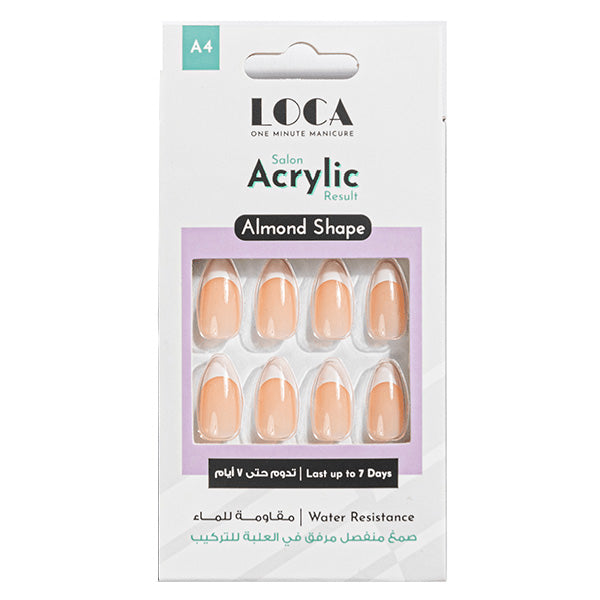 A4
LOCA
ONE MINUTE MANICURE
Salon
Acrylic
Result
Almond Shape
تدوم حتى ٧ أيام | Last up to 7 Days
مقاومـة للماء | Water Resistance
صمغ منفصل مرفق في العلبة للتركيب